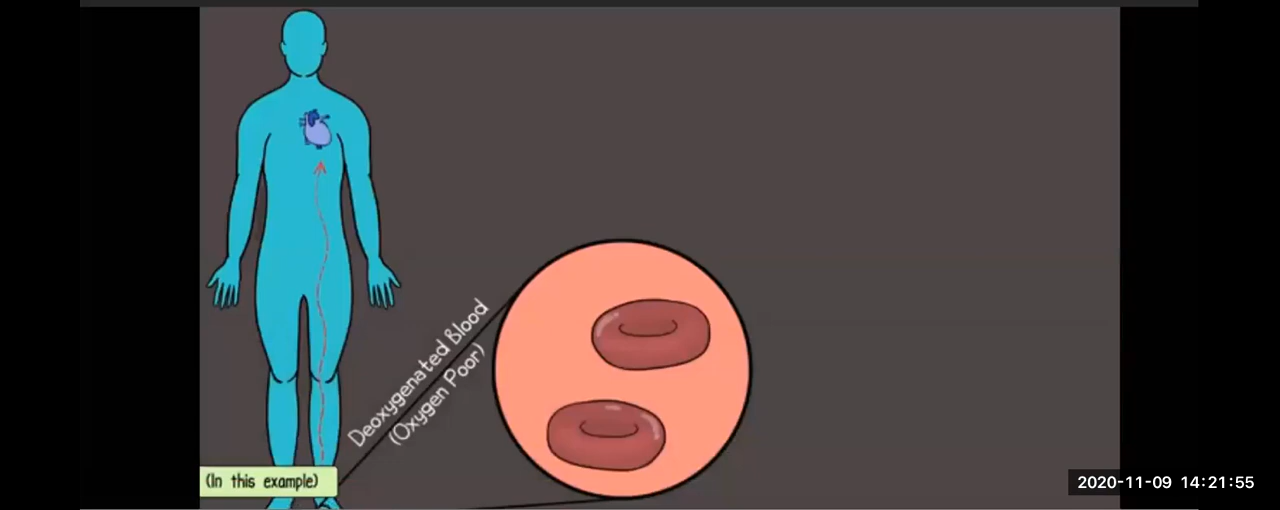 Deoxygenated Blood
(Oxygen Poor)
(In this example)
2020-11-09 14:21:55